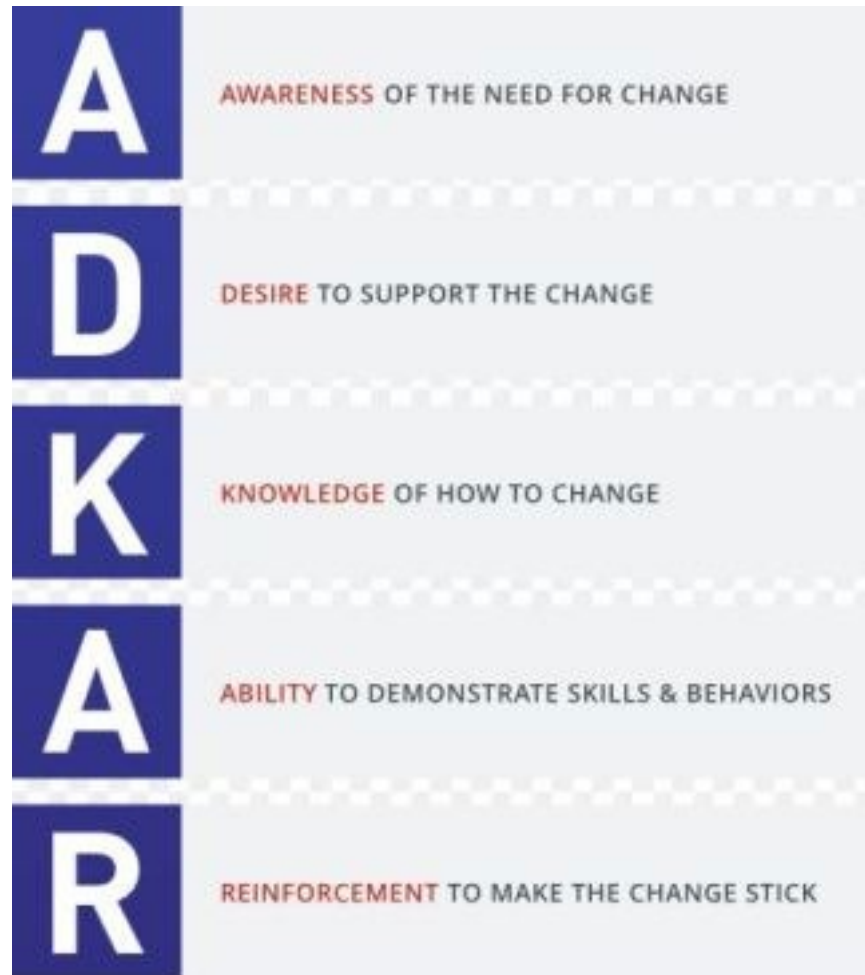 A
AWARENESS OF THE NEED FOR CHANGE
D
DESIRE TO SUPPORT THE CHANGE
K
KNOWLEDGE OF HOW TO CHANGE
A
ABILITY TO DEMONSTRATE SKILLS & BEHAVIORS
R
REINFORCEMENT TO MAKE THE CHANGE STICK